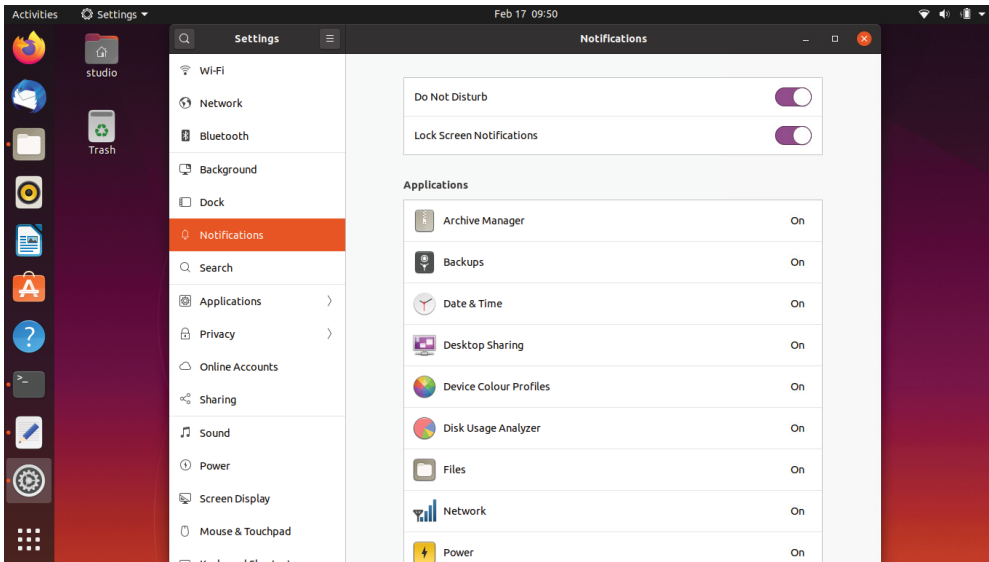 Activities Settings Feb 17 09:50
Settings Notifications
studio
Trash
Wi-Fi
Network
Bluetooth
Background
Dock
Notifications
Search
Applications
Privacy
Online Accounts
Sharing
Sound
Power
Screen Display
Mouse & Touchpad
Do Not Disturb
Lock Screen Notifications
Applications
Archive Manager On
Backups On
Date & Time On
Desktop Sharing On
Device Colour Profiles On
Disk Usage Analyzer On
Files On
Network On
Power On